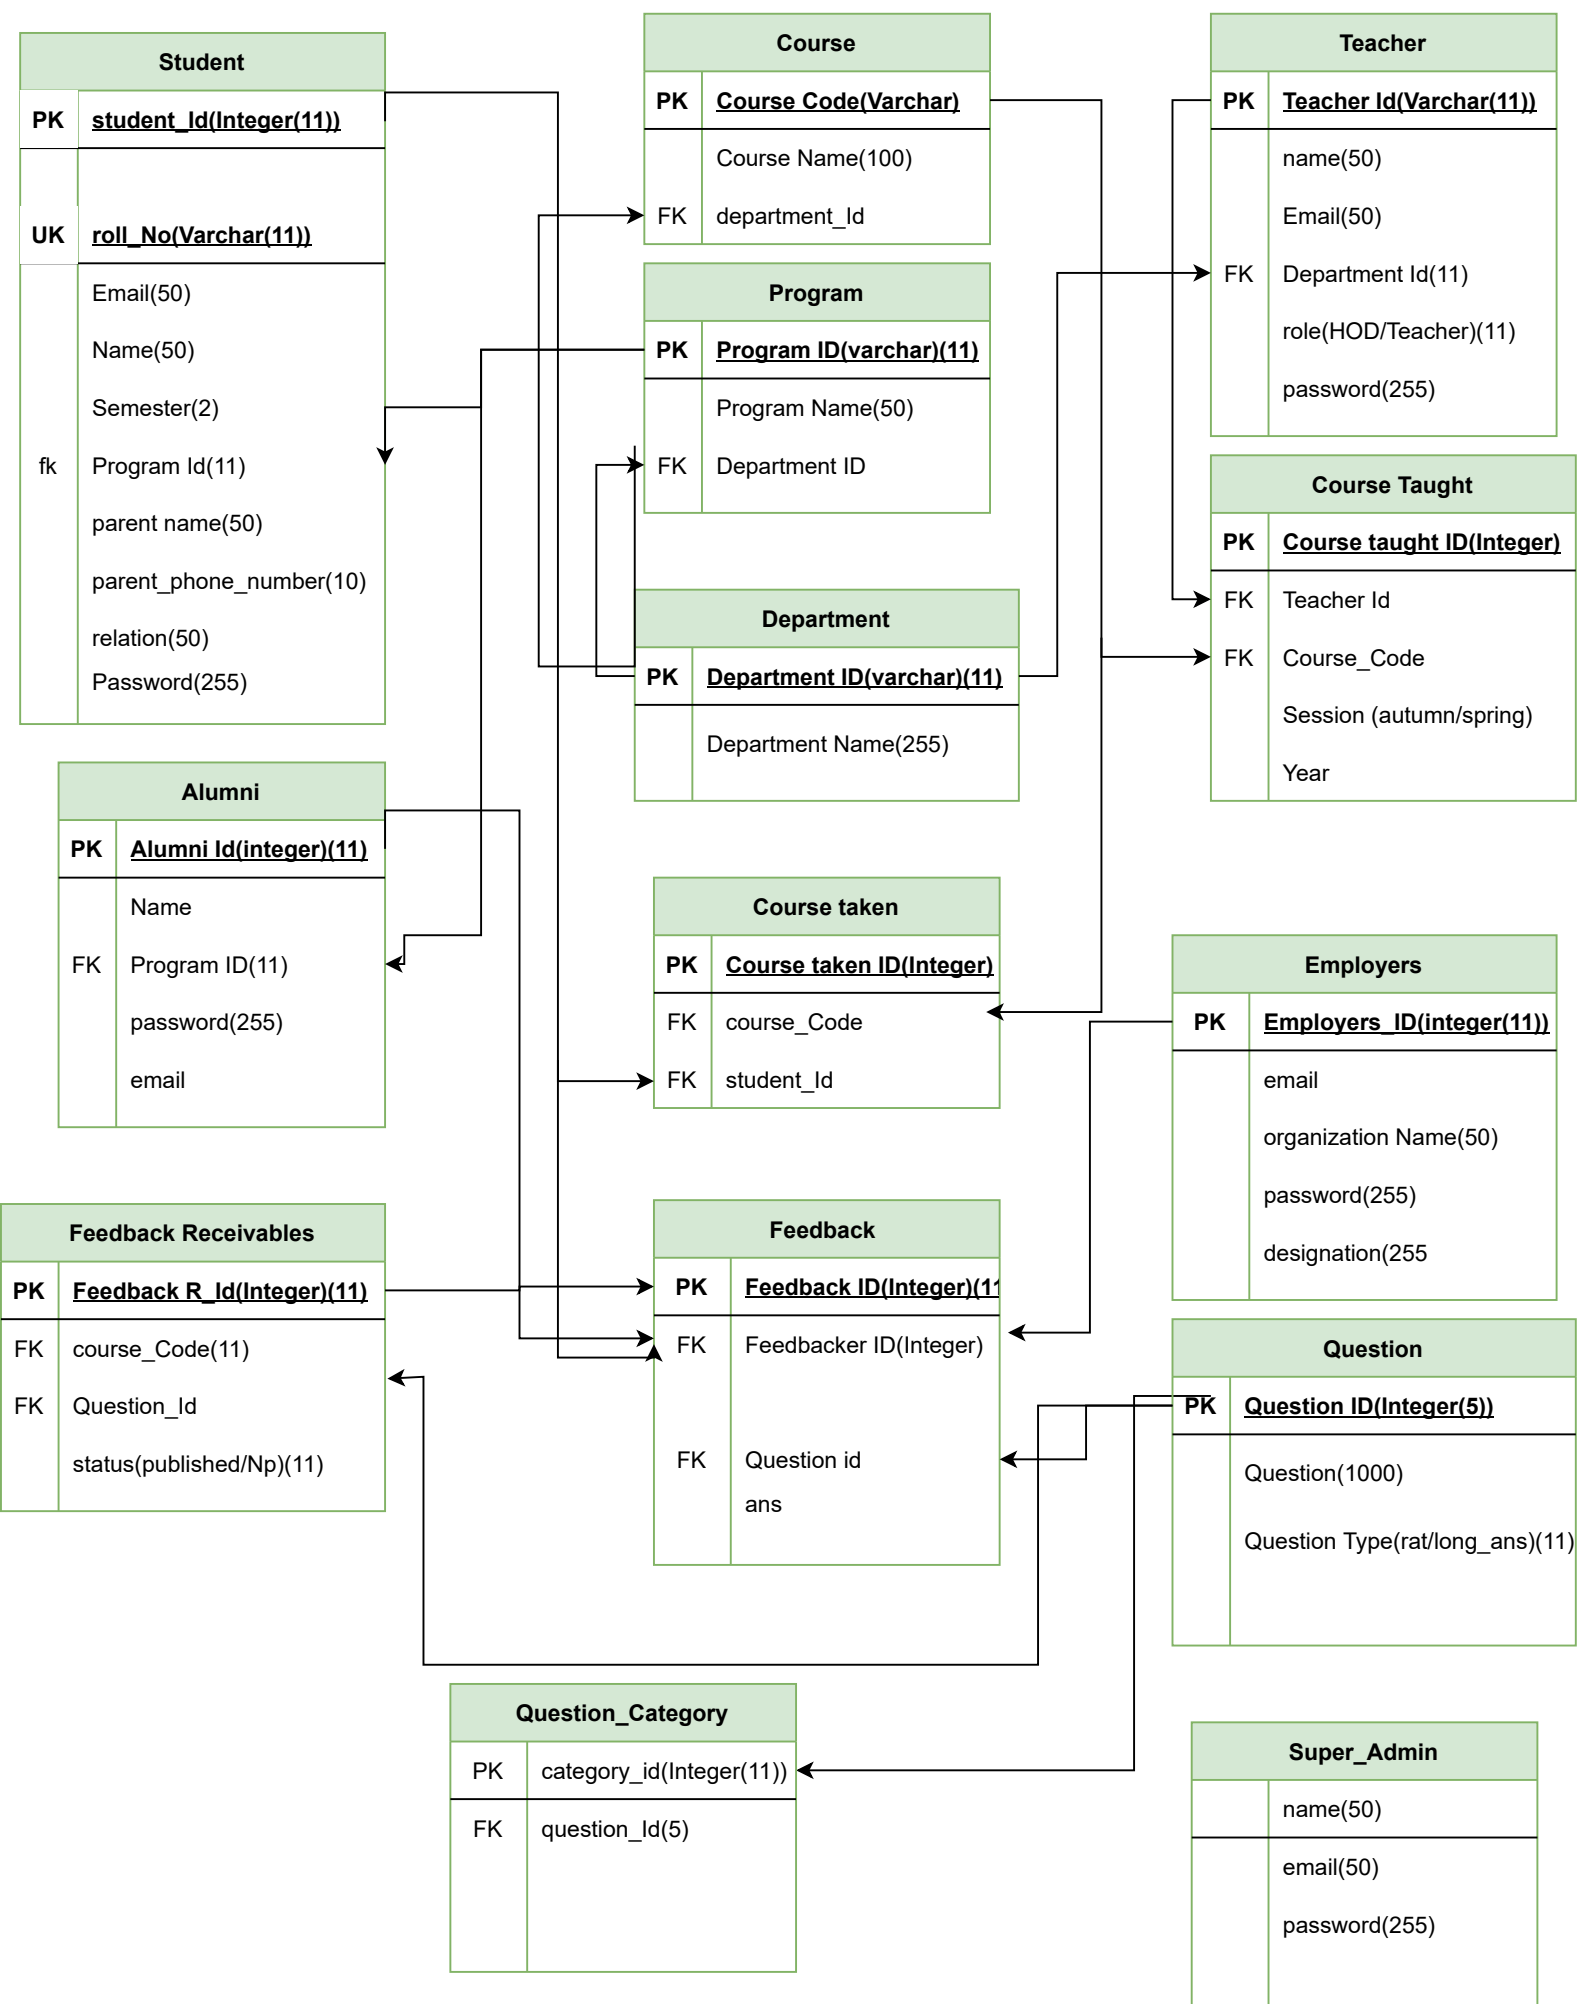 Student
PK student_Id(Integer(11))
UK roll_No(Varchar(11))
Email(50)
Name(50)
Semester(2)
fk Program Id(11)
parent name(50)
parent_phone_number(10)
relation(50)
Password(255)
Course
PK Course Code(Varchar)
Course Name(100)
FK department_Id
Teacher
PK Teacher Id(Varchar(11))
name(50)
Email(50)
FK Department Id(11)
role(HOD/Teacher)(11)
password(255)
Program
PK Program ID(varchar)(11)
Program Name(50)
FK Department ID
Course Taught
PK Course taught ID(Integer)
FK Teacher Id
FK Course_Code
Session (autumn/spring)
Year
Department
PK Department ID(varchar)(11)
Department Name(255)
Alumni
PK Alumni Id(integer)(11)
Name
FK Program ID(11)
password(255)
email
Course taken
PK Course taken ID(Integer)
FK course_Code
FK student_Id
Employers
PK Employers_ID(integer(11))
email
organization Name(50)
password(255)
designation(255
Feedback Receivables
PK Feedback R_Id(Integer)(11)
FK course_Code(11)
FK Question_Id
status(published/Np)(11)
Feedback
PK Feedback ID(Integer)(11
FK Feedbacker ID(Integer)
FK Question id
ans
Question
PK Question ID(Integer(5))
Question(1000)
Question Type(rat/long_ans)(11)
Question_Category
PK category_id(Integer(11))
FK question_Id(5)
Super_Admin
name(50)
email(50)
password(255)